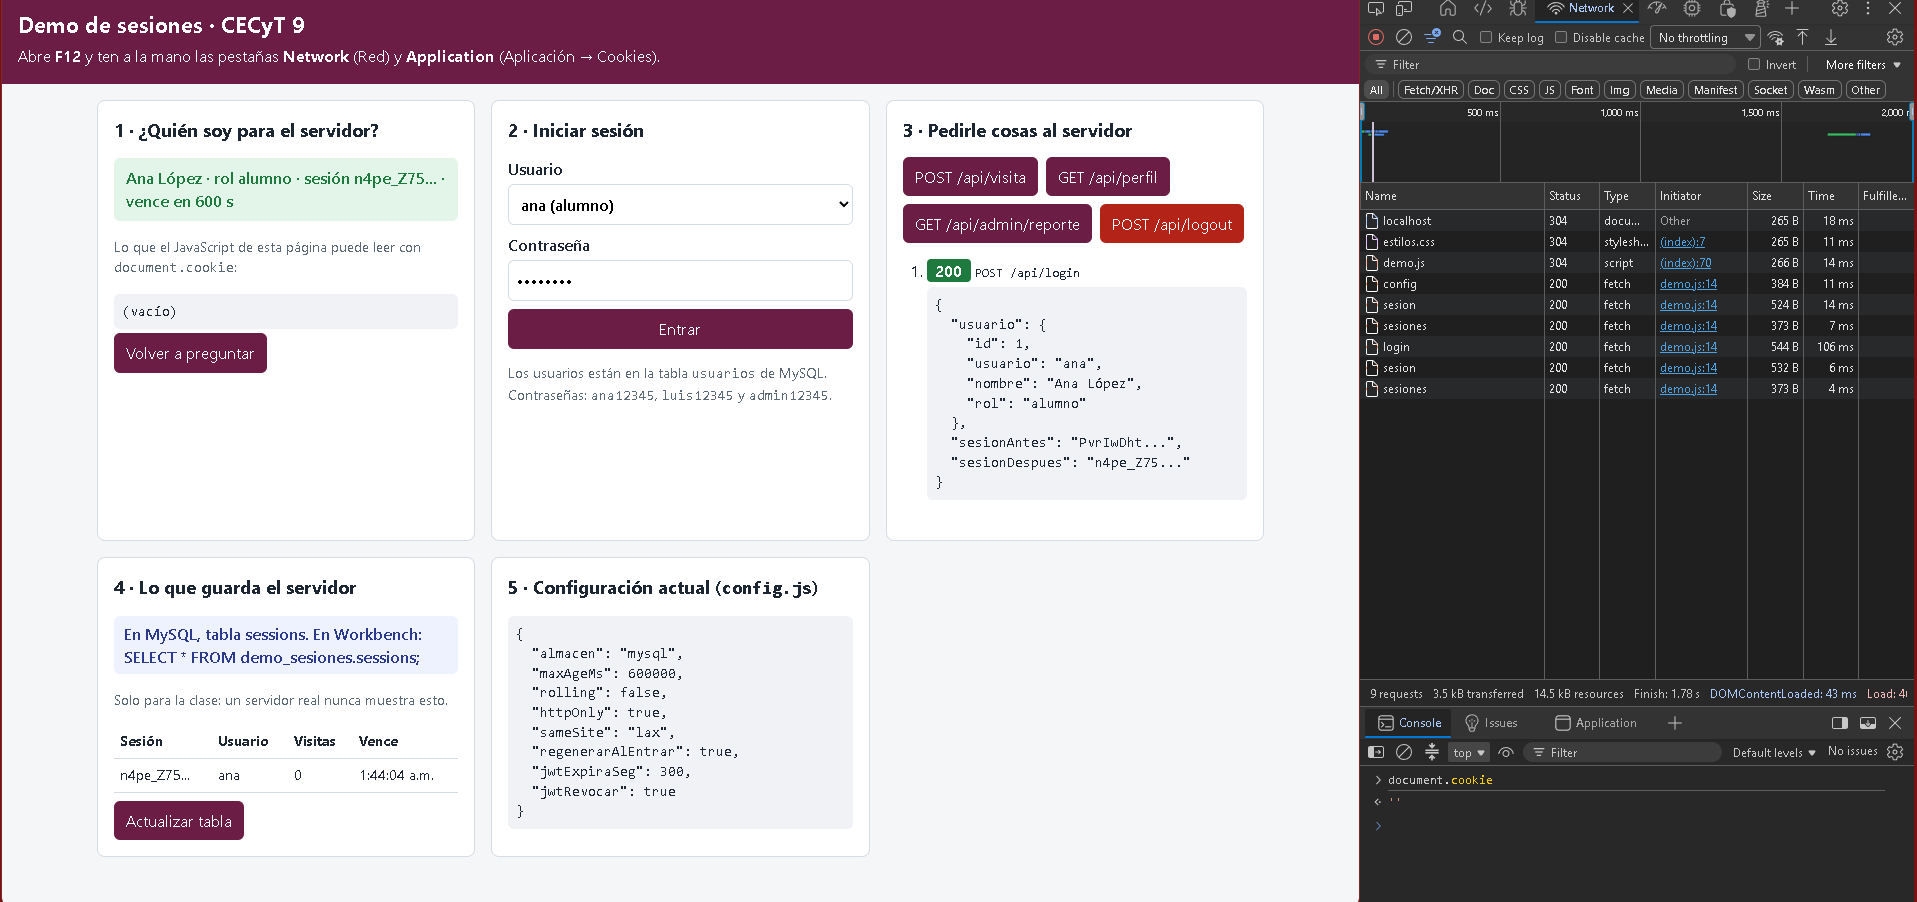 Demo de sesiones · CECyT 9
Abre F12 y ten a la mano las pestañas Network (Red) y Application (Aplicación → Cookies).
1 · ¿Quién soy para el servidor?
Ana López · rol alumno · sesión n4pe_Z75... ·
vence en 600 s
Lo que el JavaScript de esta página puede leer con
document.cookie:
(vacío)
Volver a preguntar
2 · Iniciar sesión
Usuario
ana (alumno)
Contraseña
••••••••
Entrar
Los usuarios están en la tabla usuarios de MySQL.
Contraseñas: ana12345, luis12345 y admin12345.
3 · Pedirle cosas al servidor
POST /api/visita
GET /api/perfil
GET /api/admin/reporte
POST /api/logout
1. 200 POST /api/login
{
"usuario": {
"id": 1,
"usuario": "ana",
"nombre": "Ana López",
"rol": "alumno"
},
"sesionAntes": "PvrIwDht...",
"sesionDespues": "n4pe_Z75..."
}
4 · Lo que guarda el servidor
En MySQL, tabla sessions. En Workbench:
SELECT * FROM demo_sesiones.sessions;
Solo para la clase: un servidor real nunca muestra esto.
Sesión Usuario Visitas Vence
n4pe_Z75... ana 0 1:44:04 a.m.
Actualizar tabla
5 · Configuración actual (config.js)
{
"almacen": "mysql",
"maxAgeMs": 600000,
"rolling": false,
"httpOnly": true,
"sameSite": "lax",
"regenerarAlEntrar": true,
"jwtExpiraSeg": 300,
"jwtRevocar": true
}
Network
Keep log
Disable cache
No throttling
Filter
Invert
More filters
All Fetch/XHR Doc CSS JS Font Img Media Manifest Socket Wasm Other
500 ms 1,000 ms 1,500 ms 2,000
Name Status Type Initiator Size Time Fulfille...
localhost 304 docu... Other 265 B 18 ms
estilos.css 304 stylesh... (index):7 265 B 11 ms
demo.js 304 script (index):70 266 B 14 ms
config 200 fetch demo.js:14 384 B 11 ms
sesion 200 fetch demo.js:14 524 B 14 ms
sesiones 200 fetch demo.js:14 373 B 7 ms
login 200 fetch demo.js:14 544 B 106 ms
sesion 200 fetch demo.js:14 532 B 6 ms
sesiones 200 fetch demo.js:14 373 B 4 ms
9 requests 3.5 kB transferred 14.5 kB resources Finish: 1.78 s DOMContentLoaded: 43 ms Load:
Console Issues Application
top Filter Default levels No issues
document.cookie
''